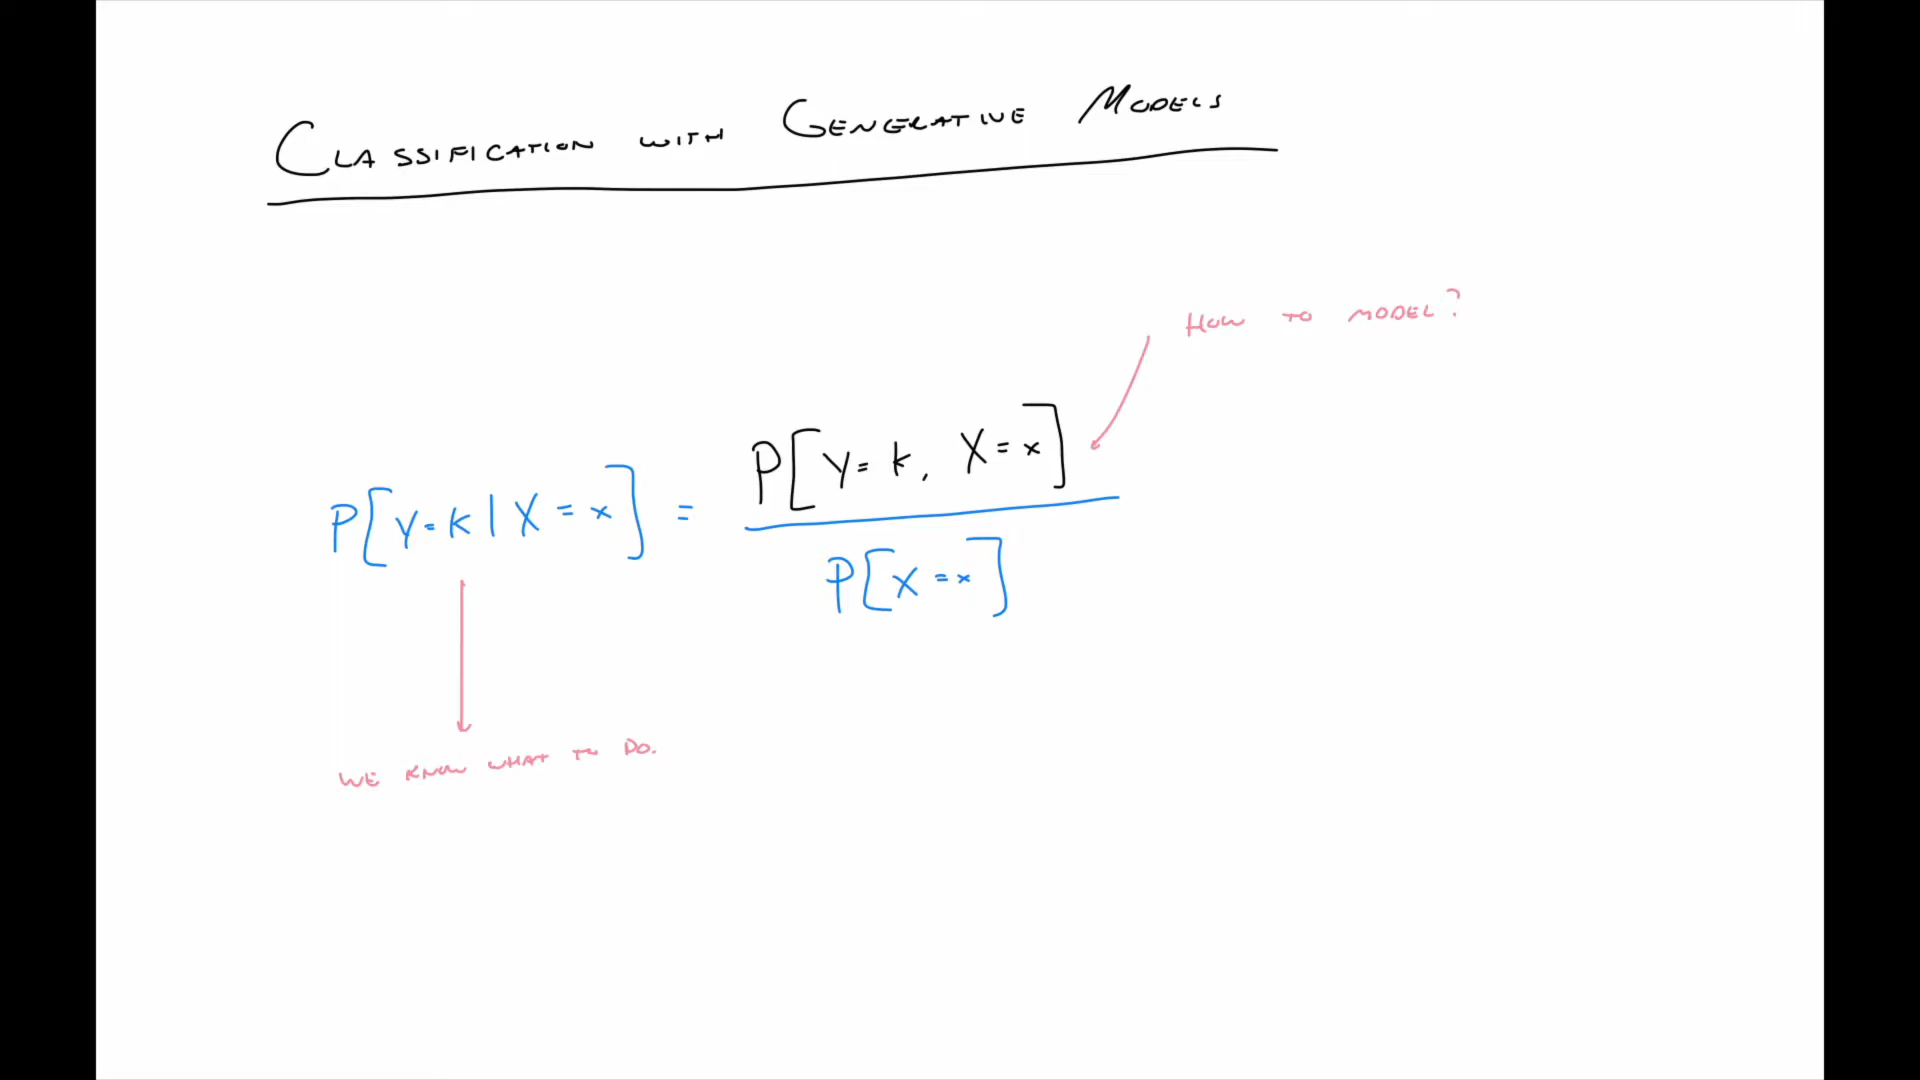 CLASSIFICATION WITH GENERATIVE MODELS
HOW TO MODEL?
P[Y=k, X=x]
P[Y=k|X=x] =
P[X=x]
WE KNOW WHAT TO DO.